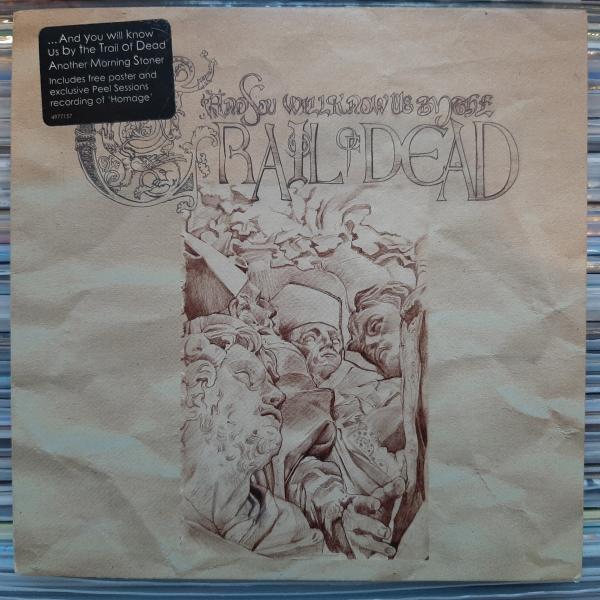 ...And you will know
us by the Trail of Dead
Another Morning Stoner
Includes free poster and
exclusive Peel Sessions
recording of 'Homage'
4977157
And You WILL KNOW US BY THE
TRAIL OF DEAD